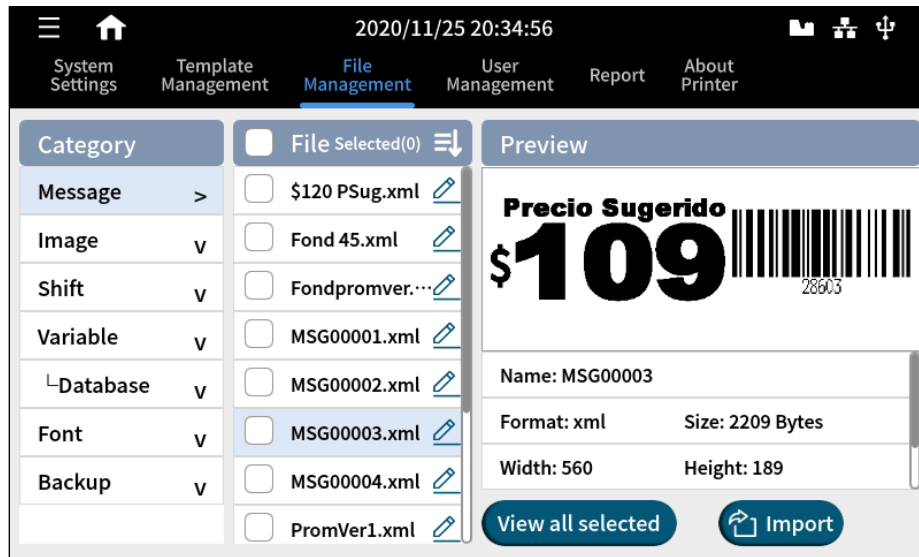 2020/11/25 20:34:56
System Settings
Template Management
File Management
User Management
Report
About Printer
Category
Message >
Image v
Shift v
Variable v
└Database v
Font v
Backup v
File Selected(0)
$120 PSug.xml
Fond 45.xml
Fondpromver.…
MSG00001.xml
MSG00002.xml
MSG00003.xml
MSG00004.xml
PromVer1.xml
Preview
Precio Sugerido
$109
28603
Name: MSG00003
Format: xml Size: 2209 Bytes
Width: 560 Height: 189
View all selected
Import